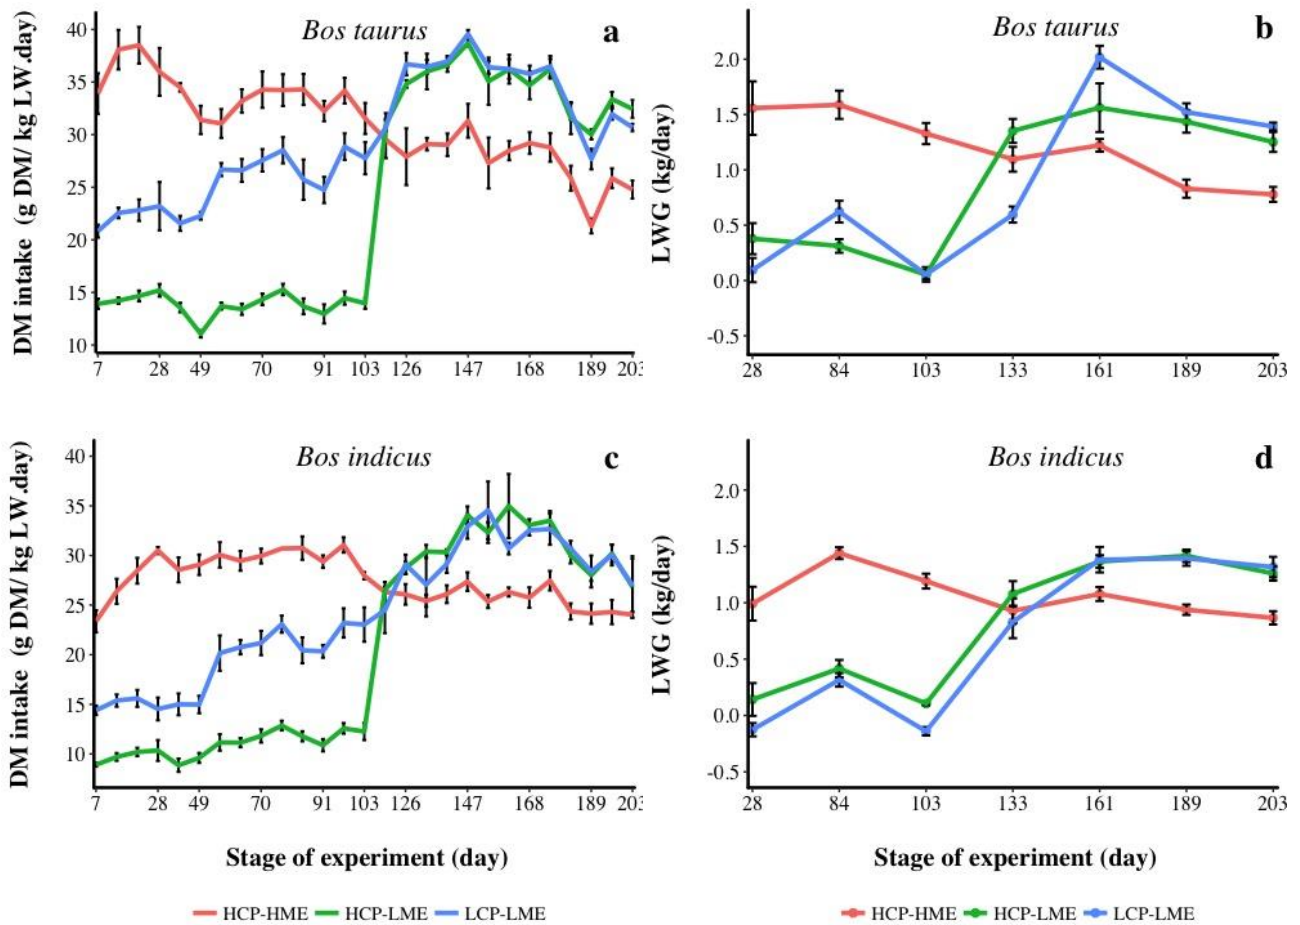 Bos taurus
a
DM intake (g DM/ kg LW.day)
40
35
30
25
20
15
10
7 28 49 70 91 103 126 147 168 189 203
Bos taurus
b
LWG (kg/day)
2.0
1.5
1.0
0.5
0.0
-0.5
28 84 103 133 161 189 203
Bos indicus
c
DM intake (g DM/ kg LW.day)
40
35
30
25
20
15
10
7 28 49 70 91 103 126 147 168 189 203
Stage of experiment (day)
HCP-HME HCP-LME LCP-LME
Bos indicus
d
LWG (kg/day)
2.0
1.5
1.0
0.5
0.0
-0.5
28 84 103 133 161 189 203
Stage of experiment (day)
HCP-HME HCP-LME LCP-LME